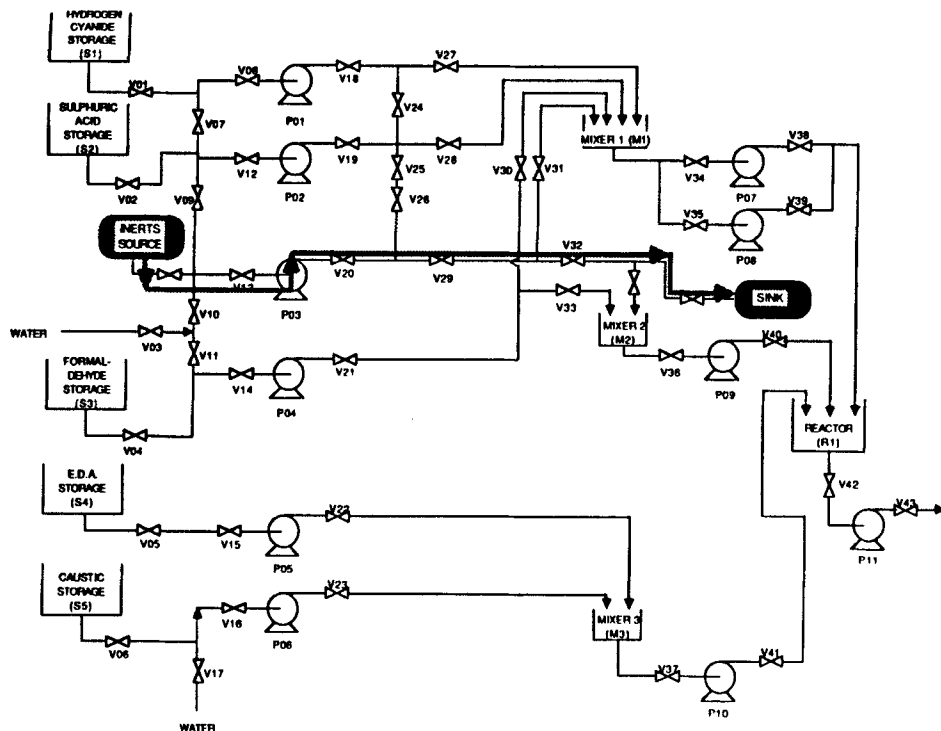 HYDROGEN
CYANIDE
STORAGE
(S1)
V01
V08
P01
V18
V27
V24
V07
SULPHURIC
ACID
STORAGE
(S2)
V02
V12
P02
V19
V28
V25
V26
V09
V30
V31
MIXER 1 (M1)
V34
P07
V38
V35
P08
V39
INERTS
SOURCE
V13
P03
V20
V29
V32
SINK
V10
WATER
V03
V11
V33
MIXER 2
(M2)
V36
P09
V40
FORMAL-
DEHYDE
STORAGE
(S3)
V04
V14
P04
V21
REACTOR
(R1)
V42
V43
P11
E.D.A.
STORAGE
(S4)
V05
V15
P05
V22
CAUSTIC
STORAGE
(S5)
V06
V16
P06
V23
V17
WATER
MIXER 3
(M3)
V37
P10
V41